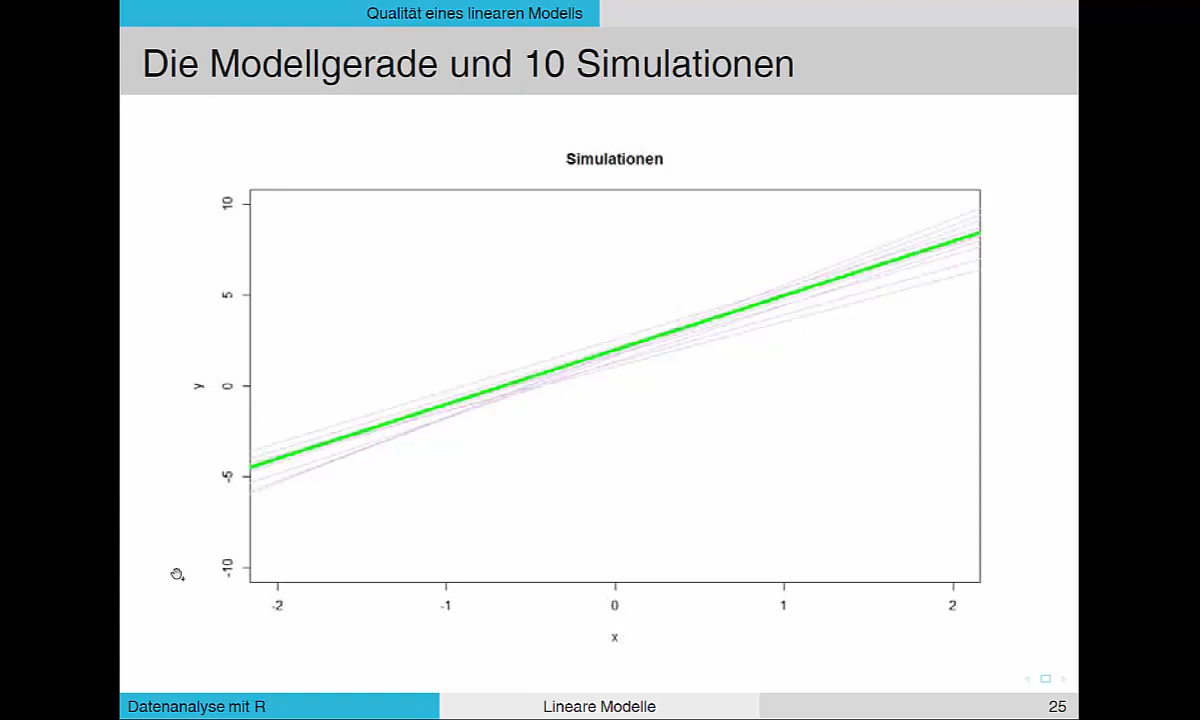 Qualität eines linearen Modells
Die Modellgerade und 10 Simulationen
Simulationen
10
5
0
-5
-10
y
-2 -1 0 1 2
x
Datenanalyse mit R Lineare Modelle 25